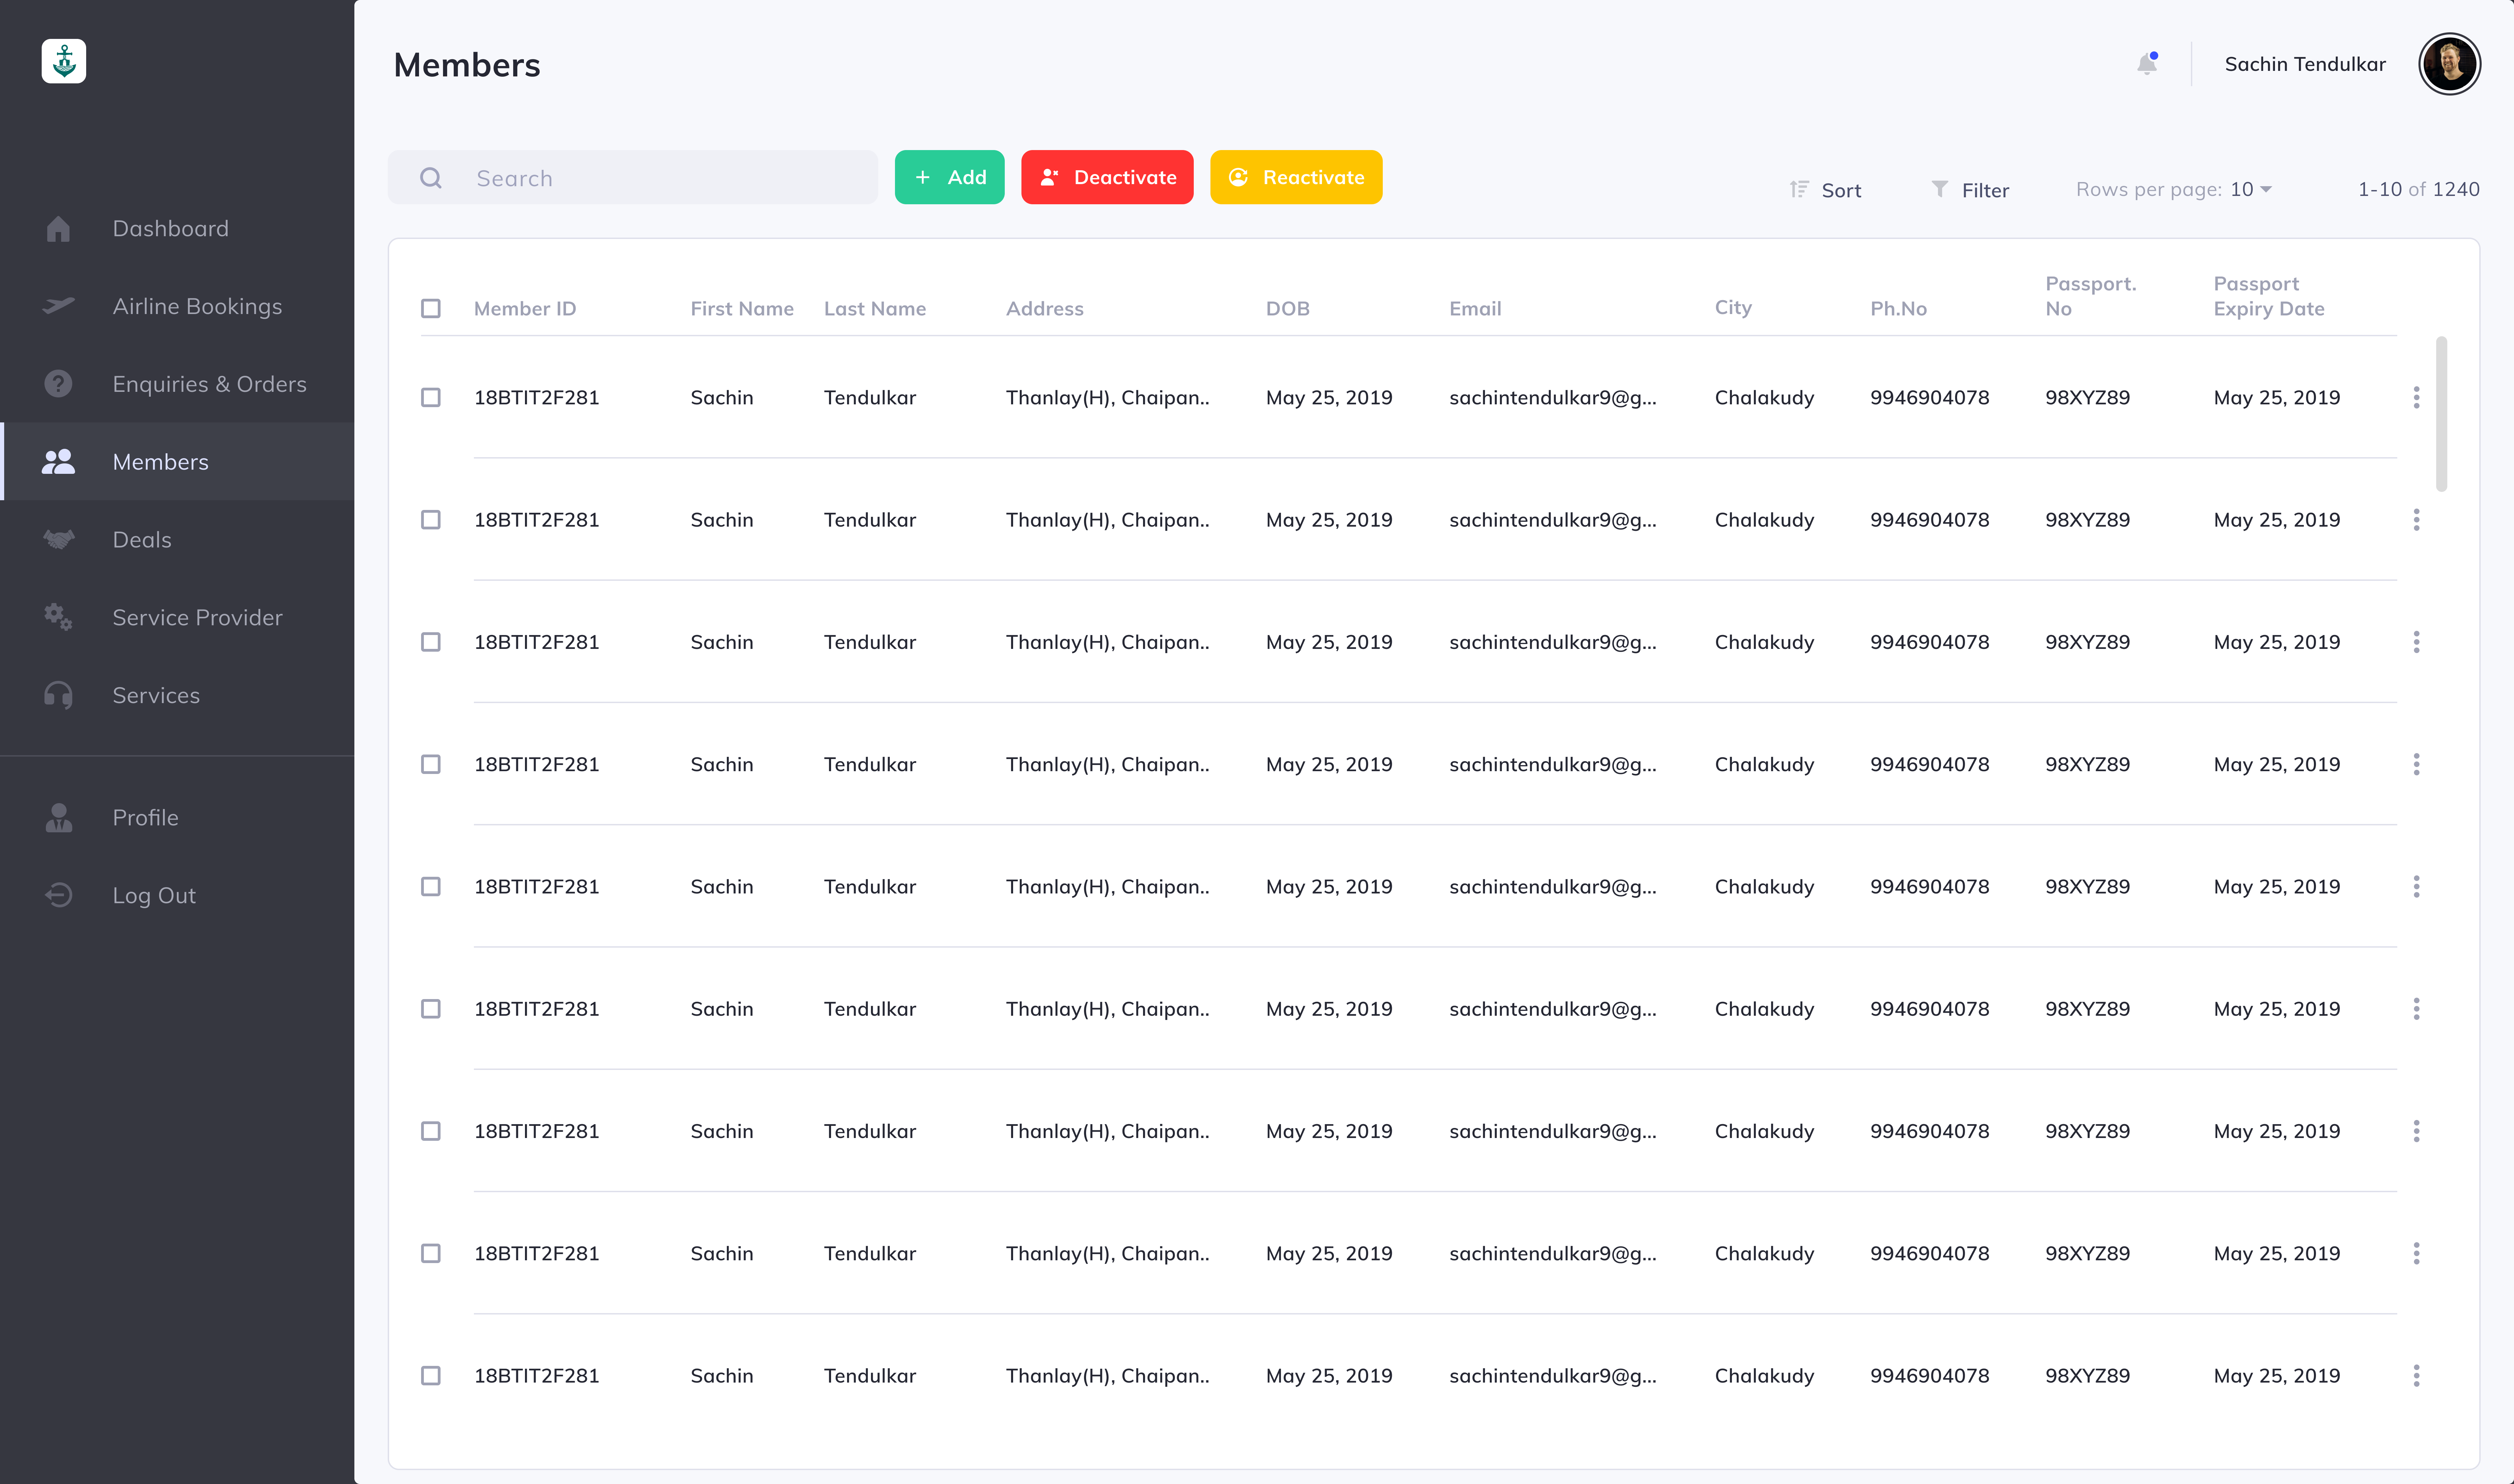 Members
Sachin Tendulkar
Search
Add
Deactivate
Reactivate
Sort
Filter
Rows per page: 10
1-10 of 1240
Dashboard
Airline Bookings
Enquiries & Orders
Members
Deals
Service Provider
Services
Profile
Log Out
Member ID First Name Last Name Address DOB Email City Ph.No Passport. No Passport Expiry Date
18BTIT2F281 Sachin Tendulkar Thanlay(H), Chaipan.. May 25, 2019 sachintendulkar9@g... Chalakudy 9946904078 98XYZ89 May 25, 2019
18BTIT2F281 Sachin Tendulkar Thanlay(H), Chaipan.. May 25, 2019 sachintendulkar9@g... Chalakudy 9946904078 98XYZ89 May 25, 2019
18BTIT2F281 Sachin Tendulkar Thanlay(H), Chaipan.. May 25, 2019 sachintendulkar9@g... Chalakudy 9946904078 98XYZ89 May 25, 2019
18BTIT2F281 Sachin Tendulkar Thanlay(H), Chaipan.. May 25, 2019 sachintendulkar9@g... Chalakudy 9946904078 98XYZ89 May 25, 2019
18BTIT2F281 Sachin Tendulkar Thanlay(H), Chaipan.. May 25, 2019 sachintendulkar9@g... Chalakudy 9946904078 98XYZ89 May 25, 2019
18BTIT2F281 Sachin Tendulkar Thanlay(H), Chaipan.. May 25, 2019 sachintendulkar9@g... Chalakudy 9946904078 98XYZ89 May 25, 2019
18BTIT2F281 Sachin Tendulkar Thanlay(H), Chaipan.. May 25, 2019 sachintendulkar9@g... Chalakudy 9946904078 98XYZ89 May 25, 2019
18BTIT2F281 Sachin Tendulkar Thanlay(H), Chaipan.. May 25, 2019 sachintendulkar9@g... Chalakudy 9946904078 98XYZ89 May 25, 2019
18BTIT2F281 Sachin Tendulkar Thanlay(H), Chaipan.. May 25, 2019 sachintendulkar9@g... Chalakudy 9946904078 98XYZ89 May 25, 2019